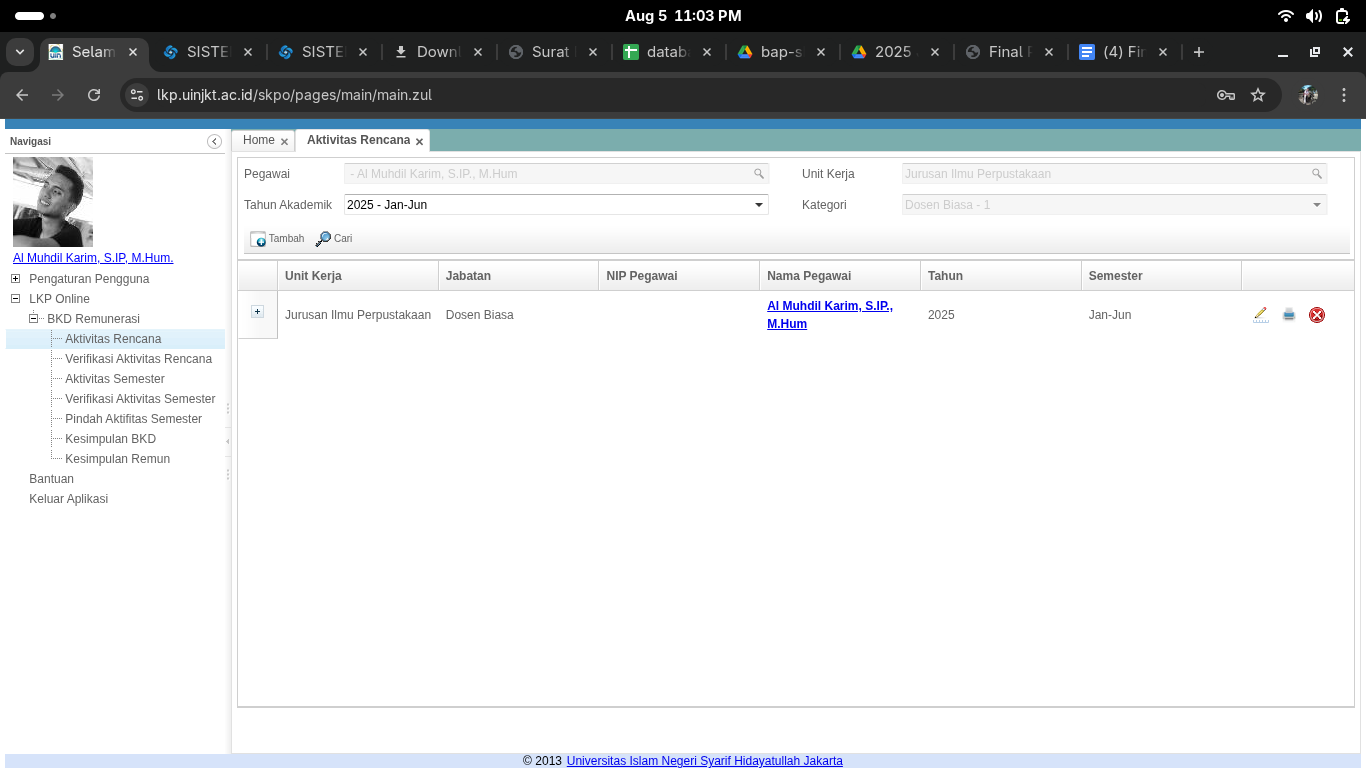 Aug 5 11:03 PM
Selam
SISTE
SISTE
Downl
Surat
datab
bap-s
2025
Final
(4) Fir
lkp.uinjkt.ac.id/skpo/pages/main/main.zul
Navigasi
Al Muhdil Karim, S.IP, M.Hum.
Pengaturan Pengguna
LKP Online
BKD Remunerasi
Aktivitas Rencana
Verifikasi Aktivitas Rencana
Aktivitas Semester
Verifikasi Aktivitas Semester
Pindah Aktifitas Semester
Kesimpulan BKD
Kesimpulan Remun
Bantuan
Keluar Aplikasi
Home
Aktivitas Rencana
Pegawai - Al Muhdil Karim, S.IP., M.Hum Unit Kerja Jurusan Ilmu Perpustakaan
Tahun Akademik 2025 - Jan-Jun Kategori Dosen Biasa - 1
Tambah Cari
Unit Kerja Jabatan NIP Pegawai Nama Pegawai Tahun Semester
Jurusan Ilmu Perpustakaan Dosen Biasa Al Muhdil Karim, S.IP., 2025 Jan-Jun
M.Hum
© 2013 Universitas Islam Negeri Syarif Hidayatullah Jakarta